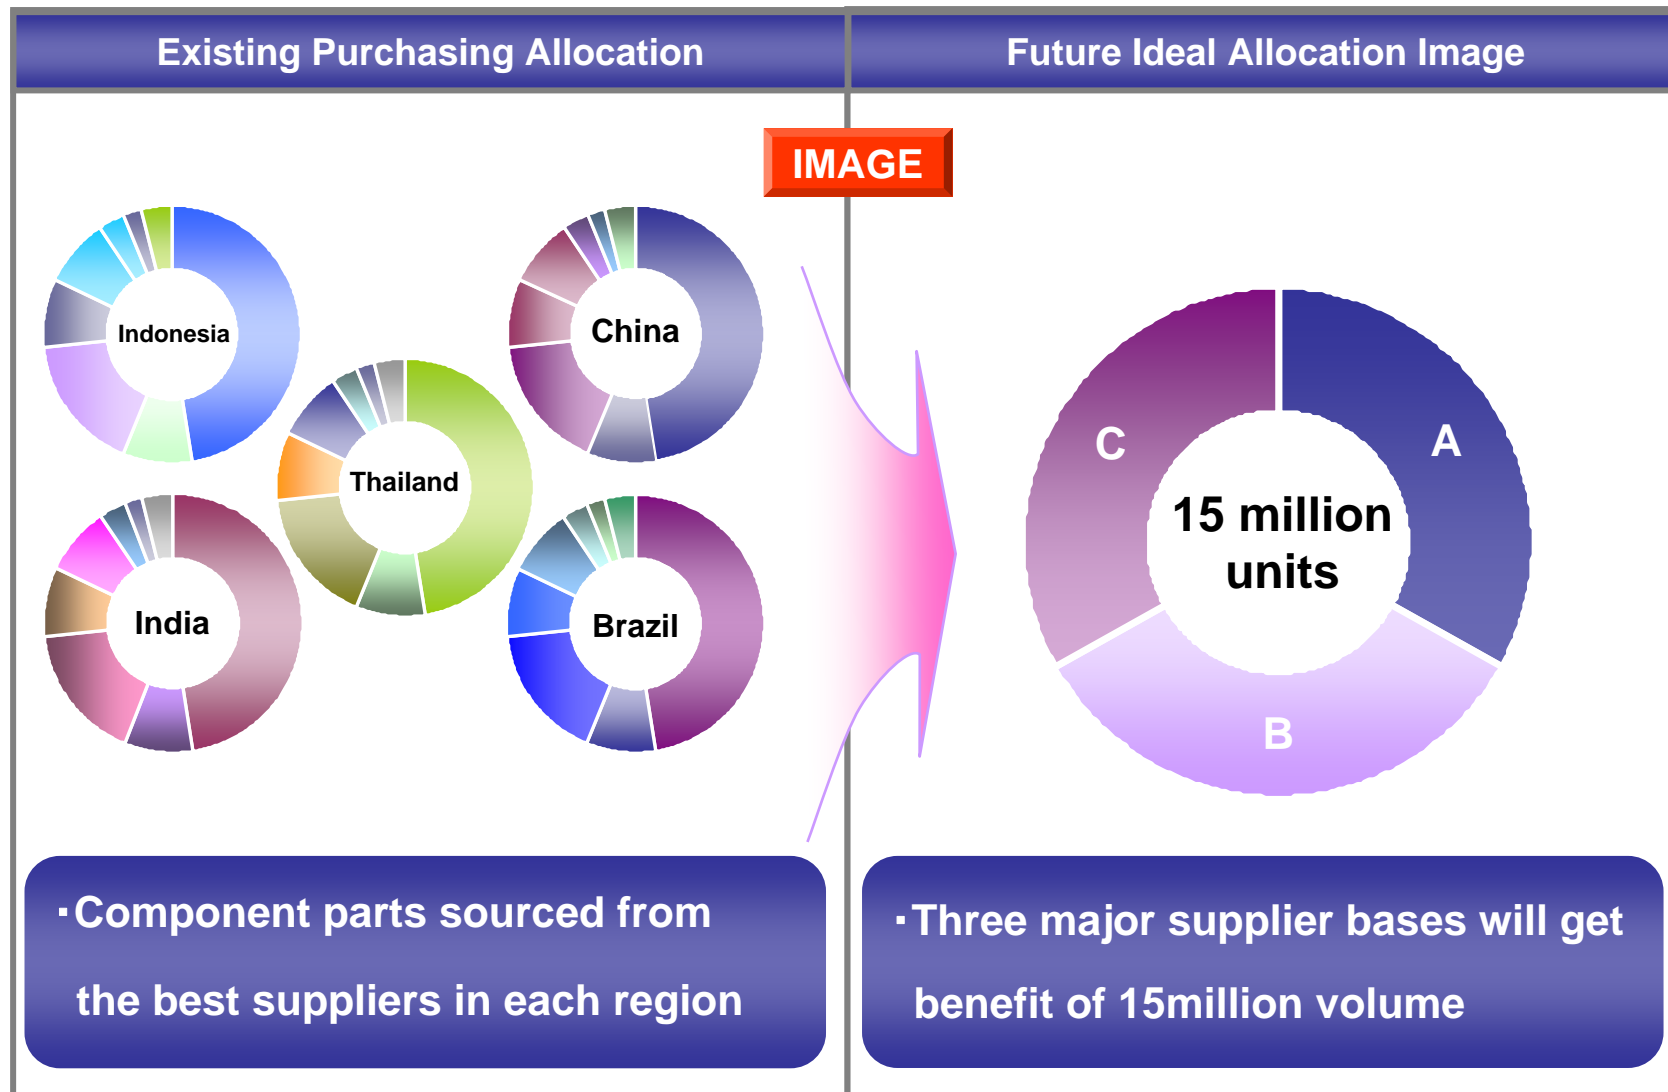 Existing Purchasing Allocation
Future Ideal Allocation Image
IMAGE
Indonesia
China
Thailand
India
Brazil
C
A
15 million
units
B
・Component parts sourced from
the best suppliers in each region
・Three major supplier bases will get
benefit of 15million volume